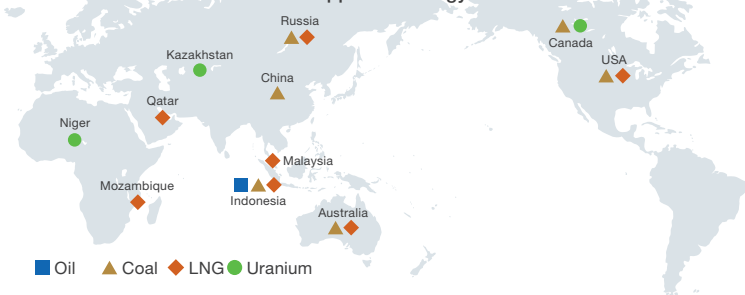 Russia
Canada
Kazakhstan
USA
China
Qatar
Niger
Malaysia
Mozambique
Indonesia
Australia
Oil Coal LNG Uranium